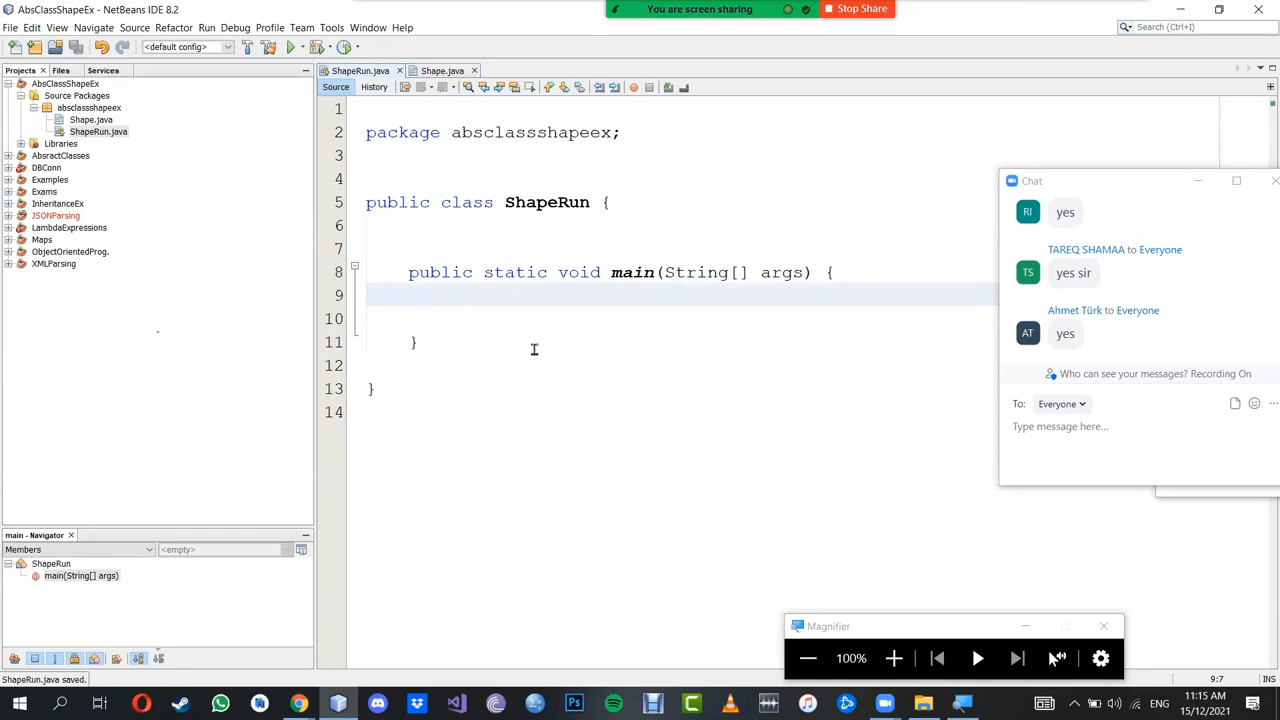 AbsClassShapeEx - NetBeans IDE 8.2
You are screen sharing
Stop Share
File Edit View Navigate Source Refactor Run Debug Profile Team Tools Window Help
Search (Ctrl+I)
<default config>
Projects
Files
Services
ShapeRun.java
Shape.java
Source
History
AbsClassShapeEx
Source Packages
absclassshapeex
Shape.java
ShapeRun.java
Libraries
AbsractClasses
DBConn
Examples
Exams
InheritanceEx
JSONParsing
LambdaExpressions
Maps
ObjectOrientedProg.
XMLParsing
1
2 package absclassshapeex;
3
4
5 public class ShapeRun {
6
7
8 public static void main(String[] args) {
9
10
11 }
12
13 }
14
Chat
RI
yes
TAREQ SHAMAA to Everyone
TS
yes sir
Ahmet Türk to Everyone
AT
yes
Who can see your messages? Recording On
To: Everyone
Type message here...
main - Navigator
Members
<empty>
ShapeRun
main(String[] args)
Magnifier
100%
ShapeRun.java saved.
9:7
INS
ENG
11:15 AM
15/12/2021